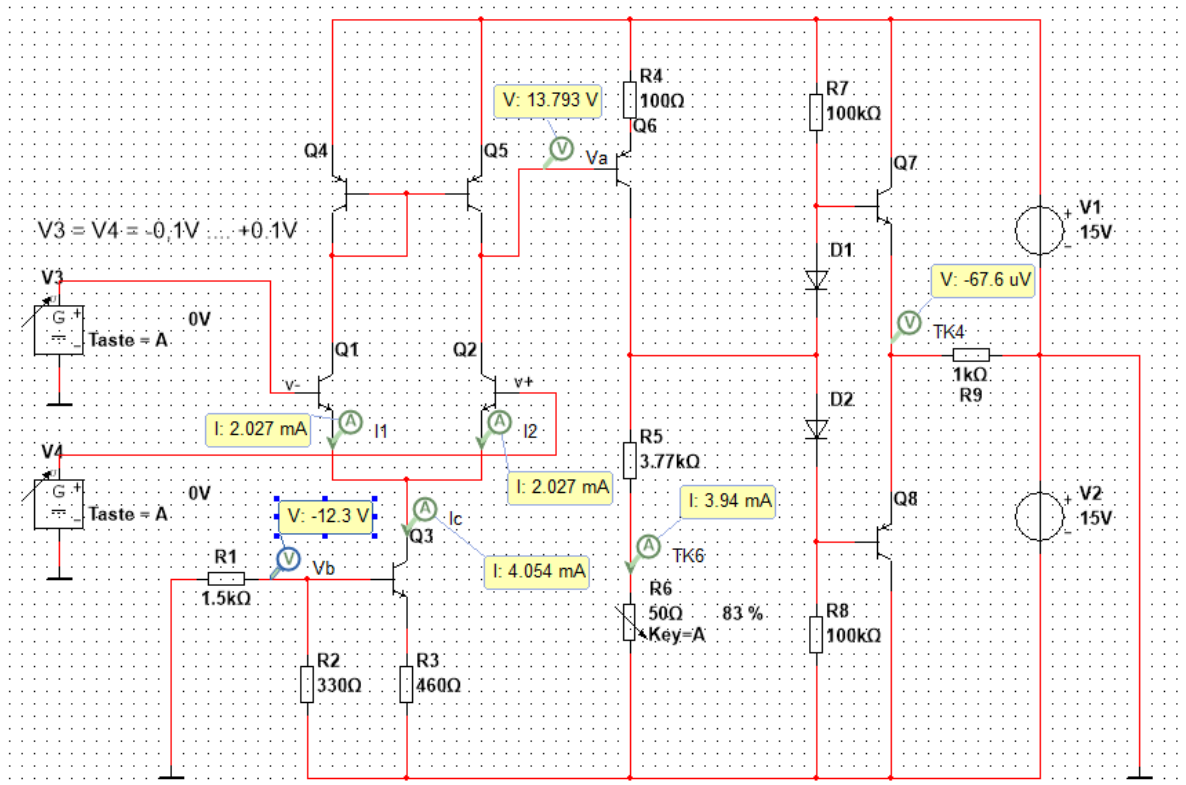 R4
100Ω
Q6
V: 13.793 V
Va
R7
100kΩ
Q4
Q5
Q7
V1
+
15V
−
V3 = V4 = -0,1V .... +0.1V
D1
V: -67.6 uV
V3
G +
−
0V
Taste = A
TK4
Q1
Q2
v-
v+
1kΩ
R9
D2
I: 2.027 mA
A
I1
A
I2
R5
3.77kΩ
V4
G +
−
0V
Taste = A
I: 2.027 mA
I: 3.94 mA
Q8
V2
+
15V
−
V: -12.3 V
A
Ic
Q3
A
TK6
R1
1.5kΩ
V
Vb
I: 4.054 mA
R6
50Ω
83 %
Key=A
R8
100kΩ
R2
330Ω
R3
460Ω
V
V